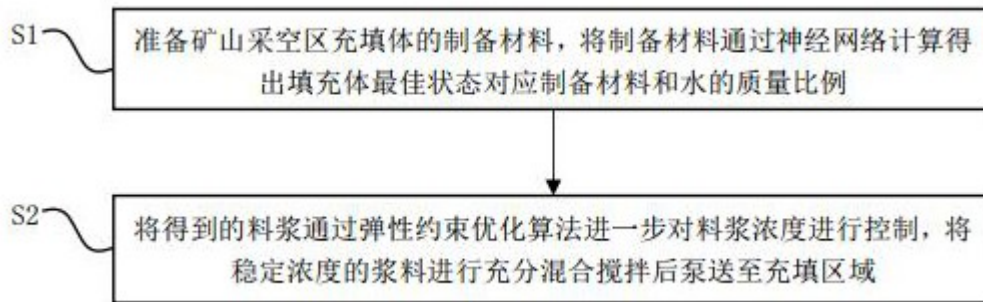 S1
准备矿山采空区充填体的制备材料，将制备材料通过神经网络计算得
出填充体最佳状态对应制备材料和水的质量比例
S2
将得到的料浆通过弹性约束优化算法进一步对料浆浓度进行控制，将
稳定浓度的浆料进行充分混合搅拌后泵送至充填区域